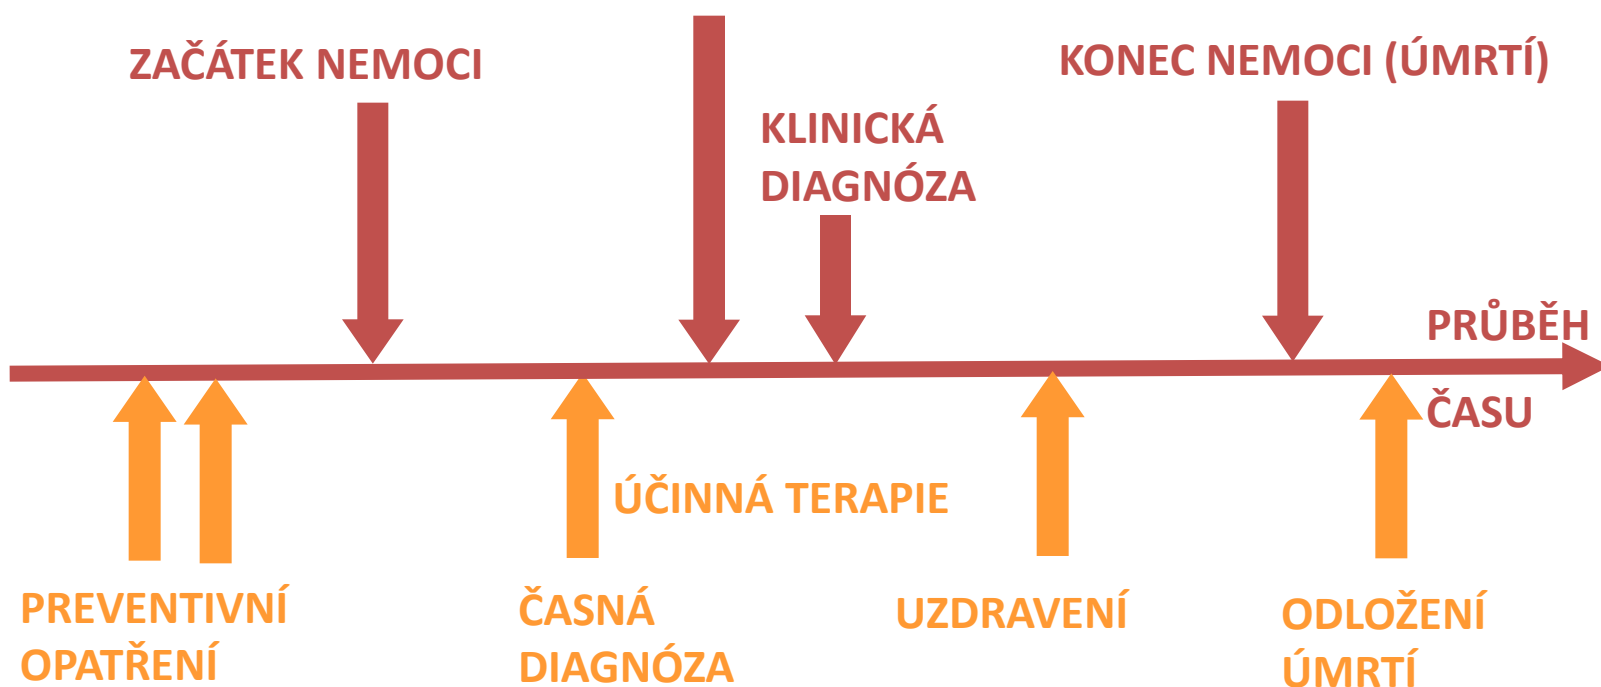 ZAČÁTEK NEMOCI
KONEC NEMOCI (ÚMRTÍ)
KLINICKÁ
DIAGNÓZA
PRŮBĚH
ČASU
ÚČINNÁ TERAPIE
PREVENTIVNÍ
OPATŘENÍ
ČASNÁ
DIAGNÓZA
UZDRAVENÍ
ODLOŽENÍ
ÚMRTÍ